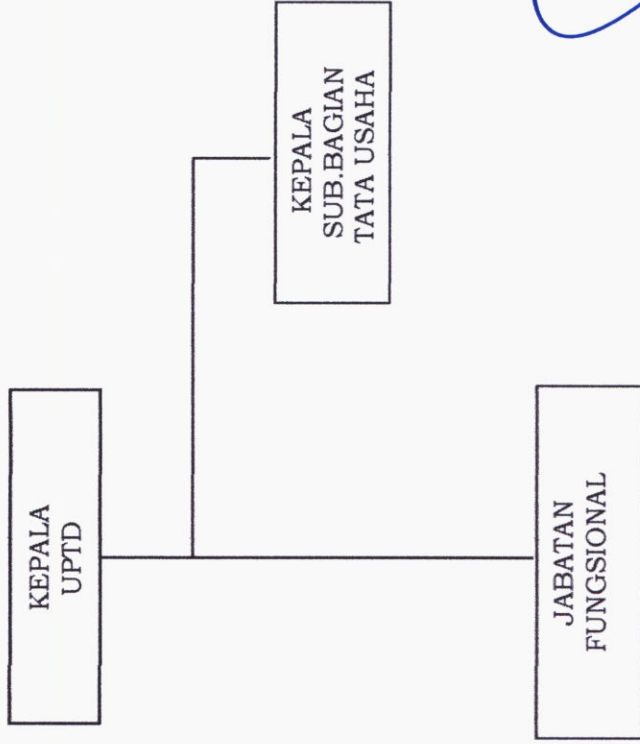 KEPALA
UPTD
KEPALA
SUB.BAGIAN
TATA USAHA
JABATAN
FUNGSIONAL